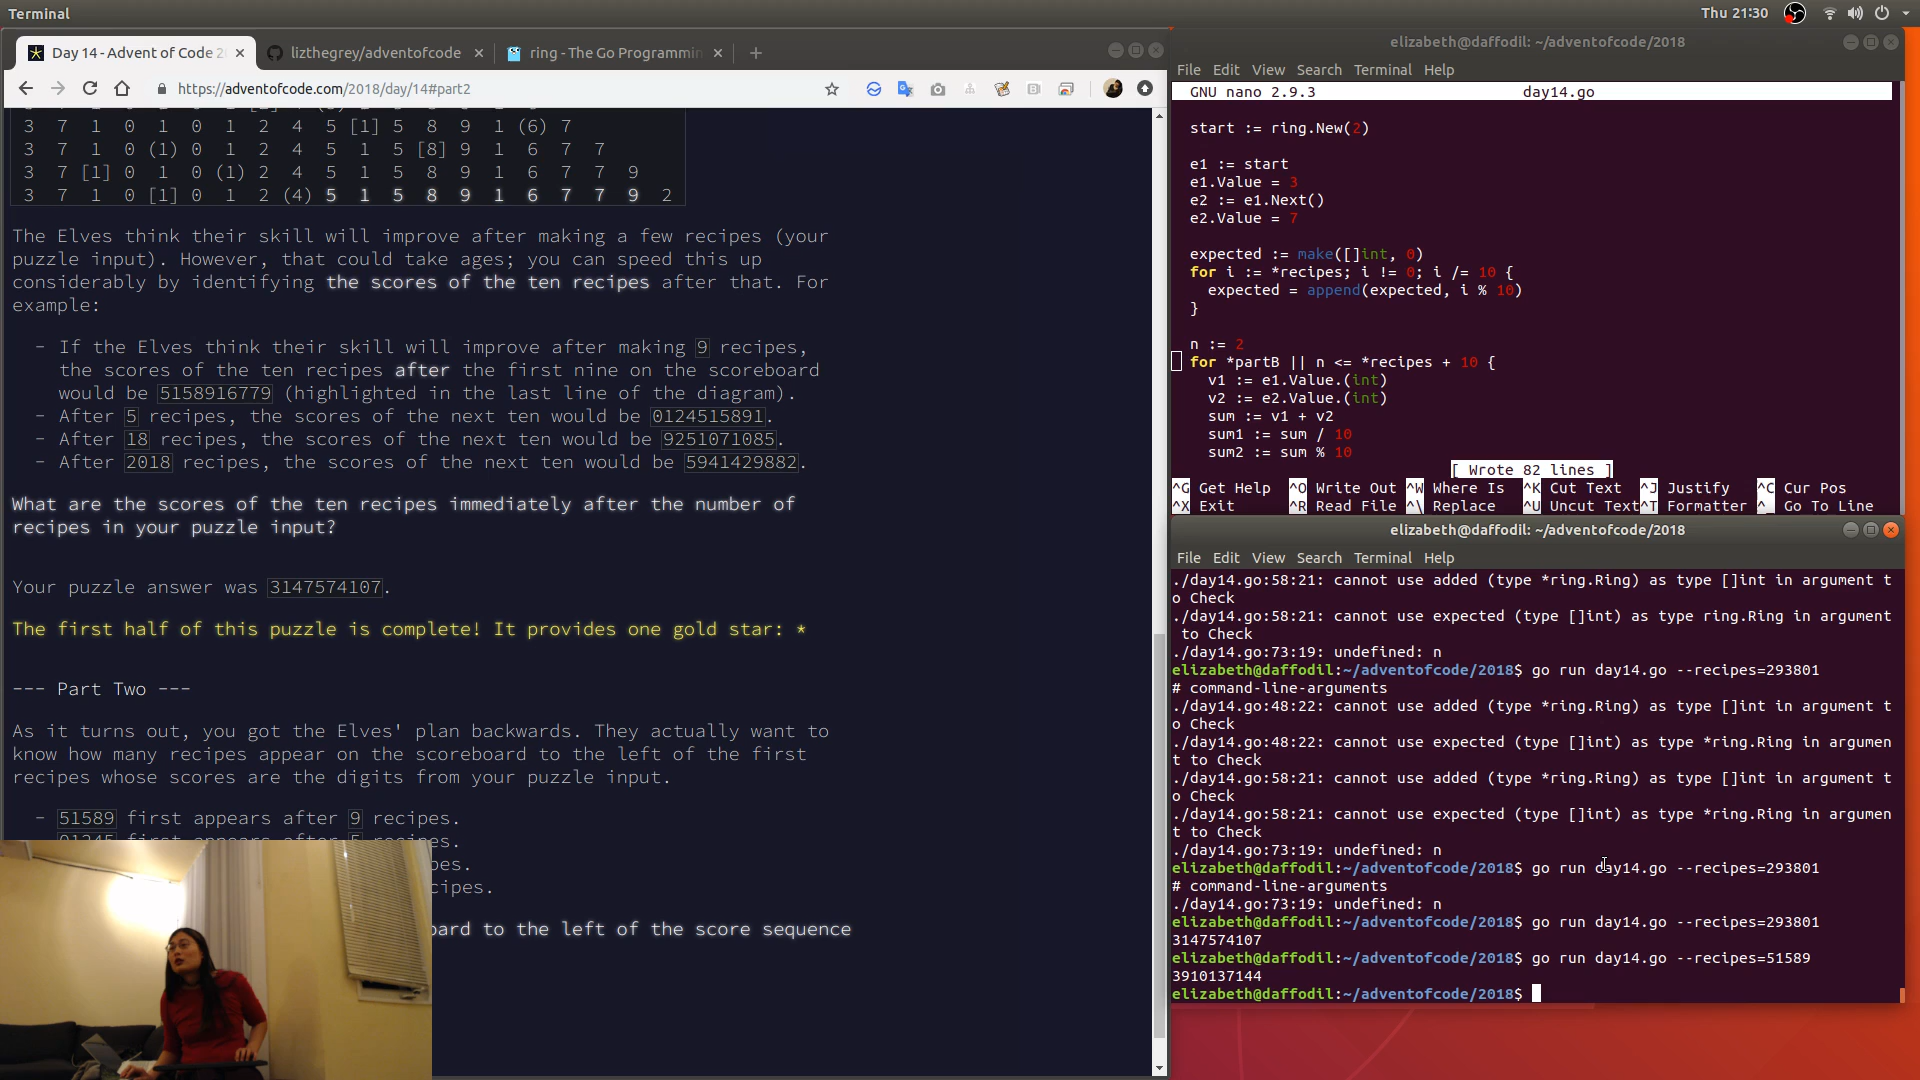 Terminal
Thu 21:30
Day 14 - Advent of Code 2
lizthegrey/adventofcode
ring - The Go Programmin
https://adventofcode.com/2018/day/14#part2
3 7 1 0 1 0 1 2 4 5 [1] 5 8 9 1 (6) 7
3 7 1 0 (1) 0 1 2 4 5 1 5 [8] 9 1 6 7 7
3 7 [1] 0 1 0 (1) 2 4 5 1 5 8 9 1 6 7 7 9
3 7 1 0 [1] 0 1 2 (4) 5 1 5 8 9 1 6 7 7 9 2
The Elves think their skill will improve after making a few recipes (your
puzzle input). However, that could take ages; you can speed this up
considerably by identifying the scores of the ten recipes after that. For
example:
- If the Elves think their skill will improve after making 9 recipes,
the scores of the ten recipes after the first nine on the scoreboard
would be 5158916779 (highlighted in the last line of the diagram).
- After 5 recipes, the scores of the next ten would be 0124515891.
- After 18 recipes, the scores of the next ten would be 9251071085.
- After 2018 recipes, the scores of the next ten would be 5941429882.
What are the scores of the ten recipes immediately after the number of
recipes in your puzzle input?
Your puzzle answer was 3147574107.
The first half of this puzzle is complete! It provides one gold star: *
--- Part Two ---
As it turns out, you got the Elves' plan backwards. They actually want to
know how many recipes appear on the scoreboard to the left of the first
recipes whose scores are the digits from your puzzle input.
- 51589 first appears after 9 recipes.
first appears after 5 recipes.
pes.
cipes.
oard to the left of the score sequence
elizabeth@daffodil: ~/adventofcode/2018
File Edit View Search Terminal Help
GNU nano 2.9.3 day14.go
start := ring.New(2)
e1 := start
e1.Value = 3
e2 := e1.Next()
e2.Value = 7
expected := make([]int, 0)
for i := *recipes; i != 0; i /= 10 {
expected = append(expected, i % 10)
}
n := 2
for *partB || n <= *recipes + 10 {
v1 := e1.Value.(int)
v2 := e2.Value.(int)
sum := v1 + v2
sum1 := sum / 10
sum2 := sum % 10
[ Wrote 82 lines ]
^G Get Help ^O Write Out ^W Where Is ^K Cut Text ^J Justify ^C Cur Pos
^X Exit ^R Read File ^\ Replace ^U Uncut Text ^T Formatter ^_ Go To Line
elizabeth@daffodil: ~/adventofcode/2018
File Edit View Search Terminal Help
./day14.go:58:21: cannot use added (type *ring.Ring) as type []int in argument t
o Check
./day14.go:58:21: cannot use expected (type []int) as type ring.Ring in argument
to Check
./day14.go:73:19: undefined: n
elizabeth@daffodil:~/adventofcode/2018$ go run day14.go --recipes=293801
# command-line-arguments
./day14.go:48:22: cannot use added (type *ring.Ring) as type []int in argument t
o Check
./day14.go:48:22: cannot use expected (type []int) as type *ring.Ring in argumen
t to Check
./day14.go:58:21: cannot use added (type *ring.Ring) as type []int in argument t
o Check
./day14.go:58:21: cannot use expected (type []int) as type *ring.Ring in argumen
t to Check
./day14.go:73:19: undefined: n
elizabeth@daffodil:~/adventofcode/2018$ go run day14.go --recipes=293801
# command-line-arguments
./day14.go:73:19: undefined: n
elizabeth@daffodil:~/adventofcode/2018$ go run day14.go --recipes=293801
3147574107
elizabeth@daffodil:~/adventofcode/2018$ go run day14.go --recipes=51589
3910137144
elizabeth@daffodil:~/adventofcode/2018$